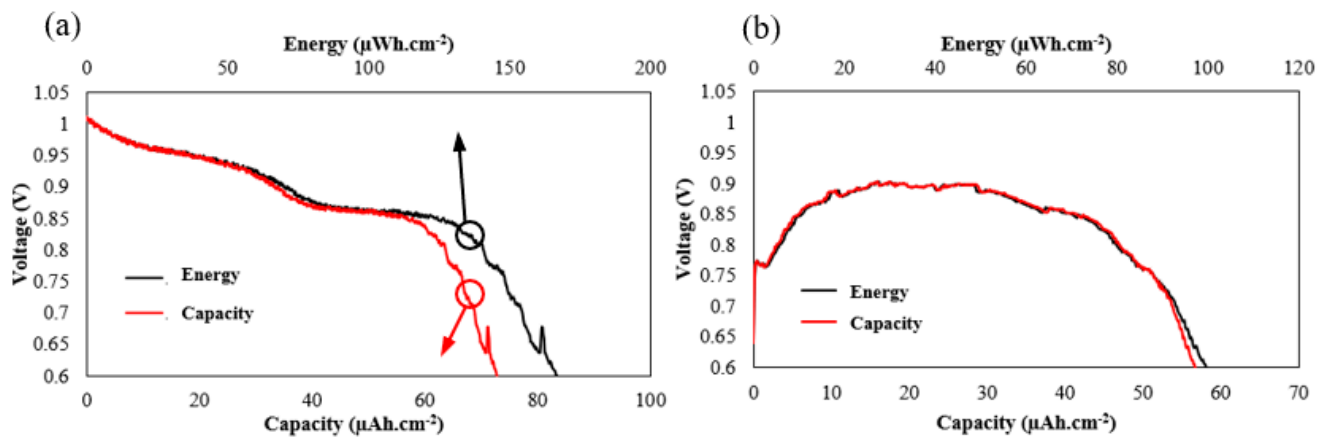 (a)
Energy (µWh.cm-2)
0 50 100 150 200
1.05
1
0.95
0.9
0.85
0.8
0.75
0.7
0.65
0.6
Voltage (V)
Energy
Capacity
0 20 40 60 80 100
Capacity (µAh.cm-2)
(b)
Energy (µWh.cm-2)
0 20 40 60 80 100 120
1.05
1
0.95
0.9
0.85
0.8
0.75
0.7
0.65
0.6
Voltage (V)
Energy
Capacity
0 10 20 30 40 50 60 70
Capacity (µAh.cm-2)